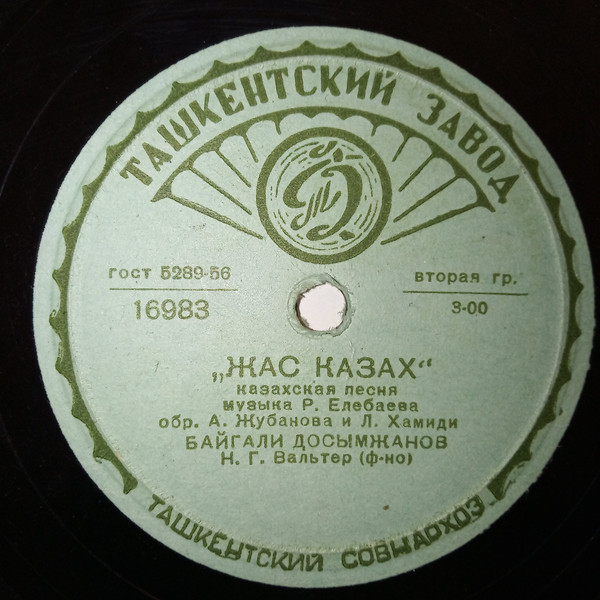 ТАШКЕНТСКИЙ ЗАВОД
гост 5289-56
16983
вторая гр.
3-00
„ЖАС КАЗАХ“
казахская песня
музыка Р. Елебаева
обр. А. Жубанова и Л. Хамиди
БАЙГАЛИ ДОСЫМЖАНОВ
Н. Г. Вальтер (ф-но)
ТАШКЕНТСКИЙ СОВНАРХОЗ